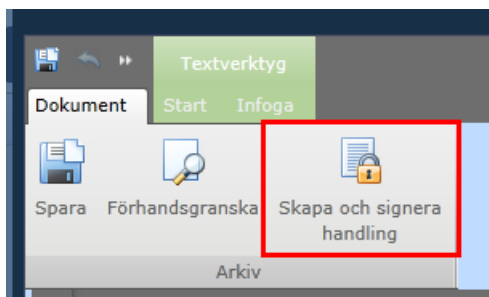 Textverktyg
Dokument Start Infoga
Spara Förhandsgranska Skapa och signera
handling
Arkiv